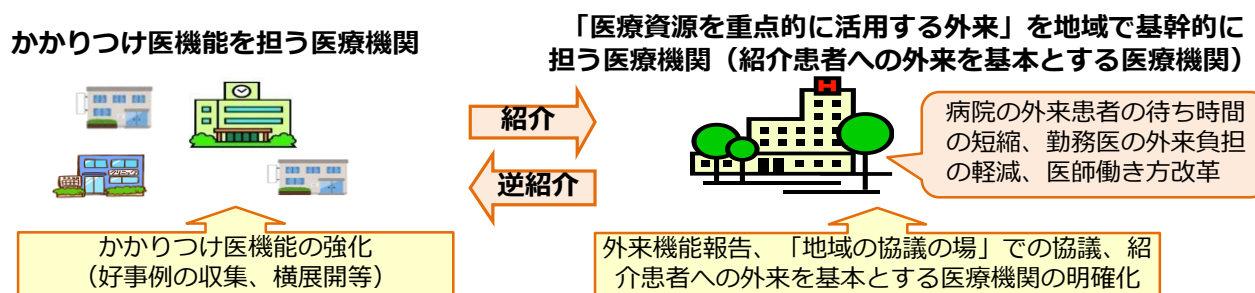 かかりつけ医機能を担う医療機関
「医療資源を重点的に活用する外来」を地域で基幹的に
担う医療機関（紹介患者への外来を基本とする医療機関）
紹介
逆紹介
病院の外来患者の待ち時間
の短縮、勤務医の外来負担
の軽減、医師働き方改革
かかりつけ医機能の強化
（好事例の収集、横展開等）
外来機能報告、「地域の協議の場」での協議、紹
介患者への外来を基本とする医療機関の明確化
H